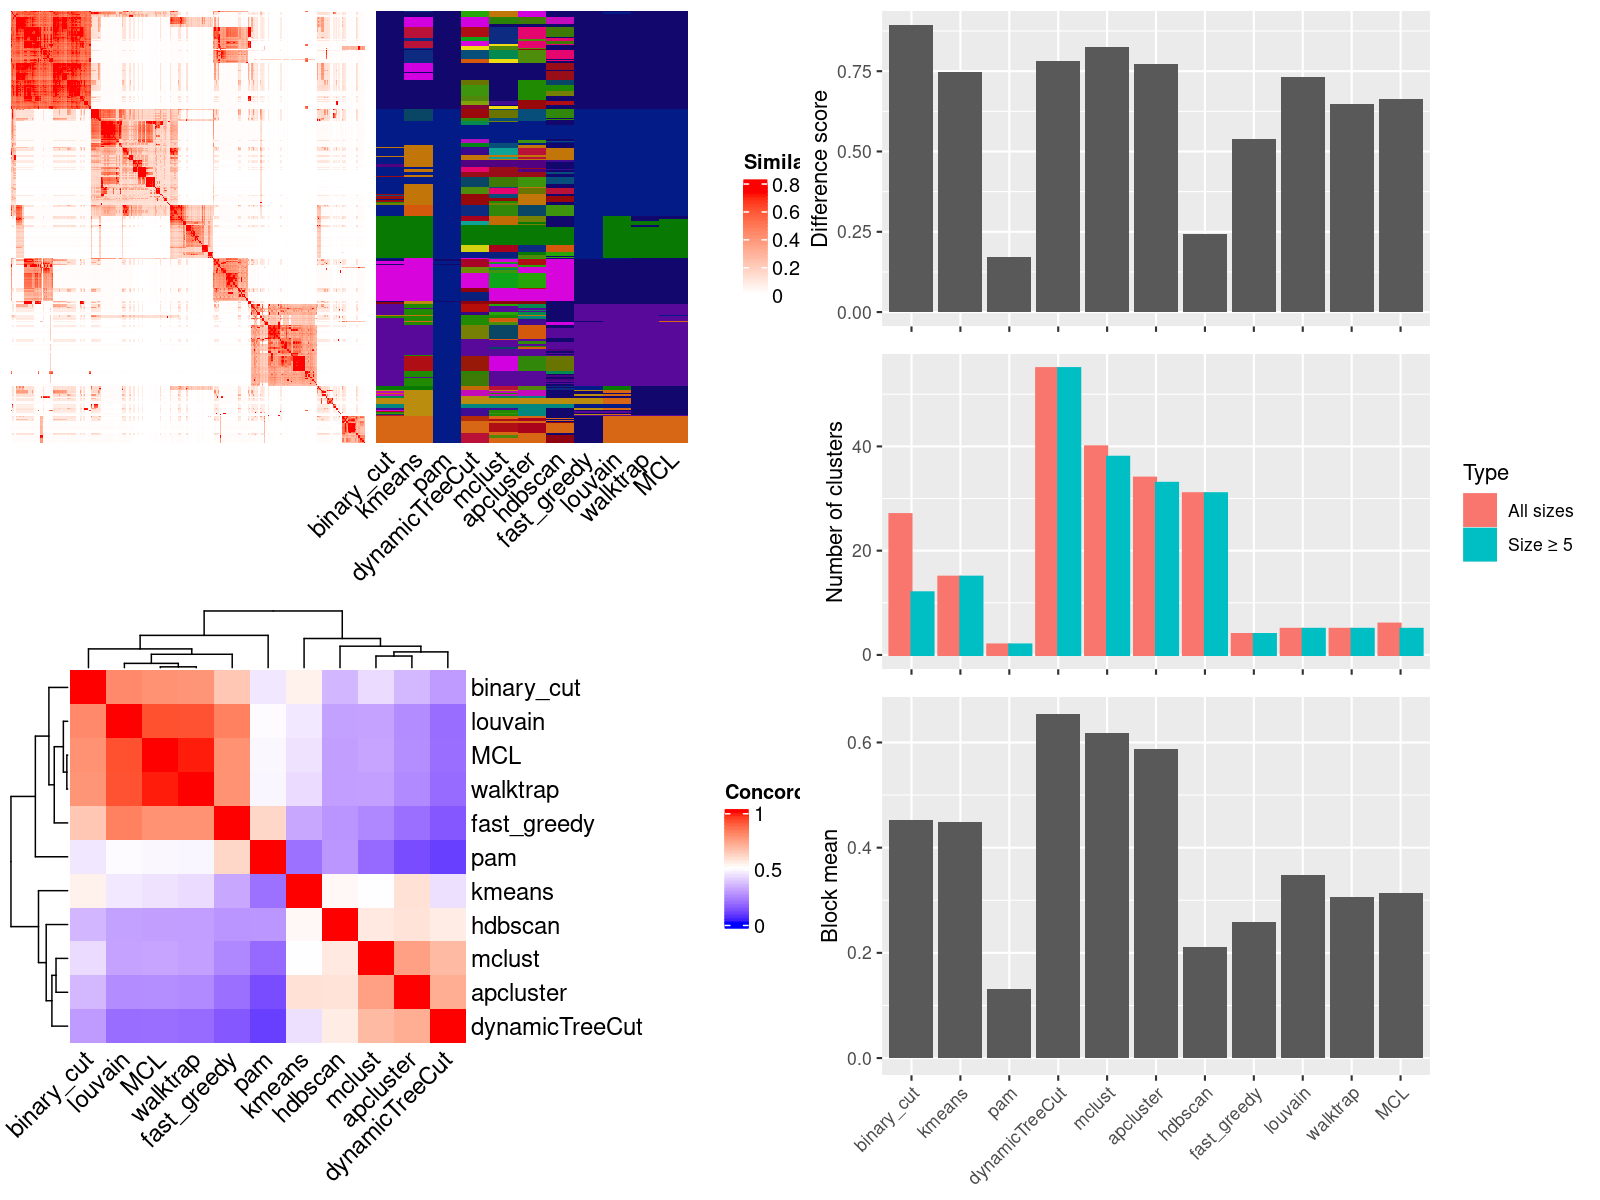 Simila
0.8
0.6
0.4
0.2
0
binary_cut
kmeans
pam
dynamicTreeCut
mclust
apcluster
hdbscan
fast_greedy
louvain
walktrap
MCL
binary_cut
louvain
MCL
walktrap
fast_greedy
pam
kmeans
hdbscan
mclust
apcluster
dynamicTreeCut
binary_cut
louvain
MCL
walktrap
fast_greedy
pam
kmeans
hdbscan
mclust
apcluster
dynamicTreeCut
Concord
1
0.5
0
Difference score
0.75
0.50
0.25
0.00
Number of clusters
40
20
0
Type
All sizes
Size ≥ 5
Block mean
0.6
0.4
0.2
0.0
binary_cut
kmeans
pam
dynamicTreeCut
mclust
apcluster
hdbscan
fast_greedy
louvain
walktrap
MCL